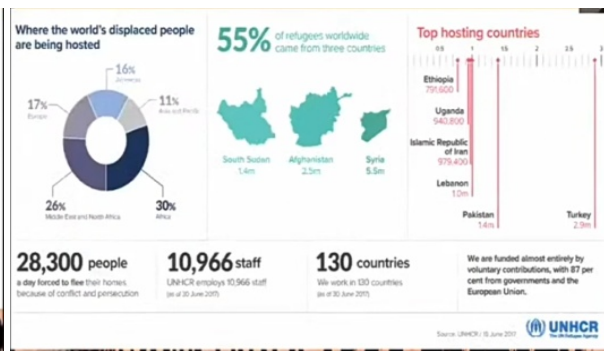 Where the world's displaced people
are being hosted
16%
Americas
17%
Europe
11%
Asia and Pacific
26%
Middle East and North Africa
30%
Africa
55% of refugees worldwide
came from three countries
South Sudan
1.4m
Afghanistan
2.5m
Syria
5.5m
Top hosting countries
0.5 1 1.5 2 2.5 3
Ethiopia
791,600
Uganda
940,800
Islamic Republic
of Iran
979,400
Lebanon
1.0m
Pakistan
1.4m
Turkey
2.9m
28,300 people
a day forced to flee their homes
because of conflict and persecution
10,966 staff
UNHCR employs 10,966 staff
(as of 30 June 2017)
130 countries
We work in 130 countries
(as of 30 June 2017)
We are funded almost entirely by
voluntary contributions, with 87 per
cent from governments and the
European Union.
Source: UNHCR / 15 June 2017
UNHCR
The UN Refugee Agency